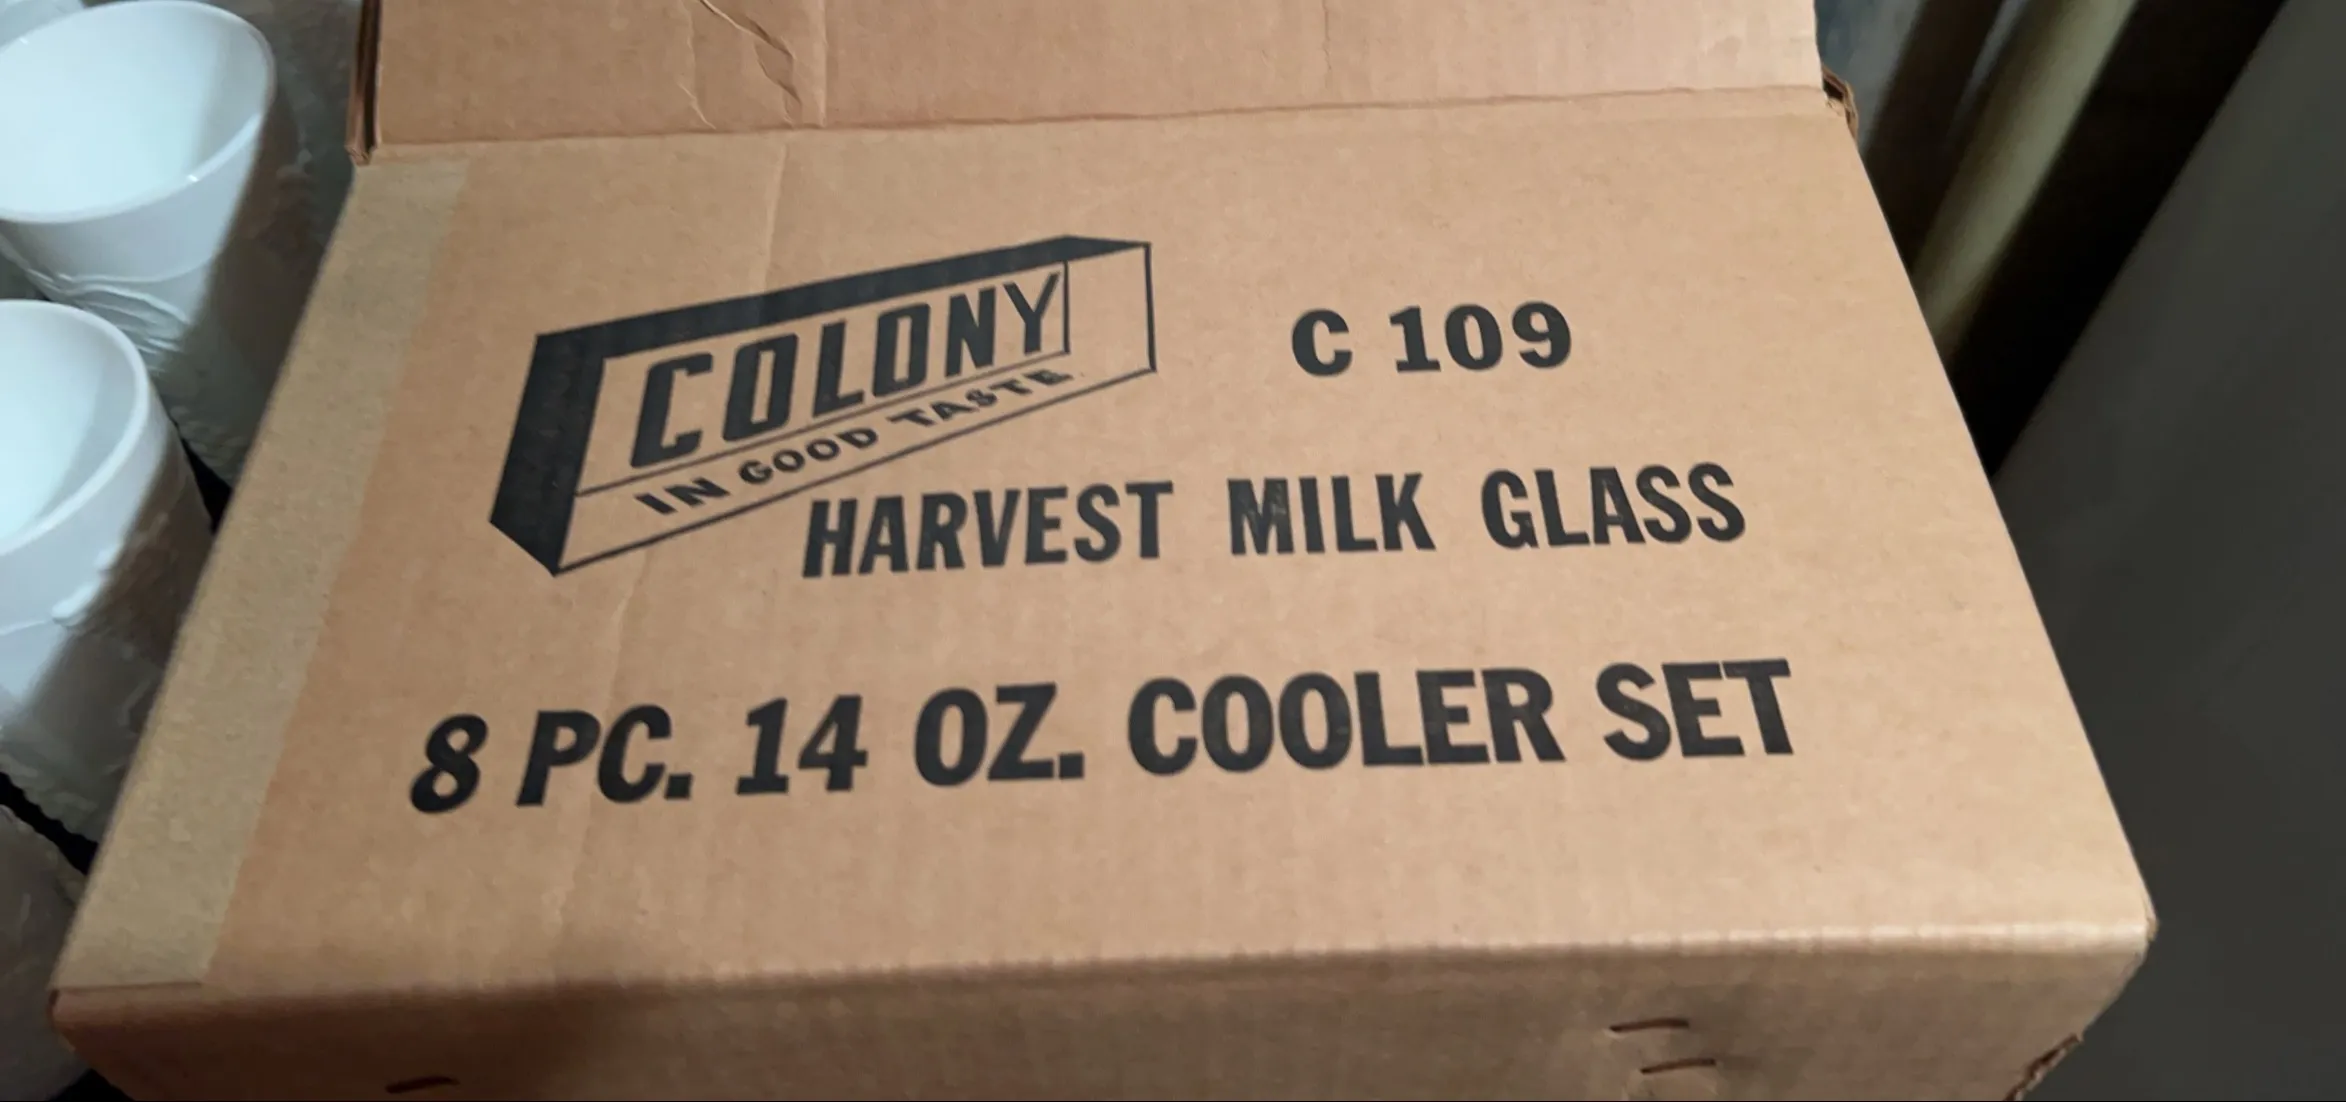 COLONY
IN GOOD TASTE
C 109
HARVEST MILK GLASS
8 PC. 14 OZ. COOLER SET